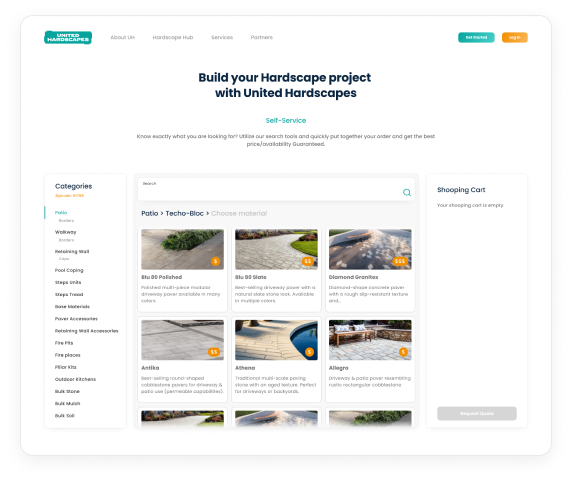 UNITED
HARDSCAPES
About Us
Hardscape Hub
Services
Partners
Get Started
Log In
Build your Hardscape project
with United Hardscapes
Self-Service
Know exactly what you are looking for? Utilize our search tools and quickly put together your order and get the best
price/availability Guaranteed.
Categories
Patio
Borders
Walkway
Borders
Retaining Wall
Caps
Pool Coping
Steps Units
Steps Tread
Base Materials
Paver Accessories
Retaining Wall Accessories
Fire Pits
Fire places
Pillar Kits
Outdoor Kitchens
Bulk Stone
Bulk Mulch
Bulk Soil
Search
Patio > Techo-Bloc > Choose material
$
Blu 80 Polished
Polished multi-piece modular
driveway paver available in many
colors.
$$
Blu 80 Slate
Best-selling driveway paver with a
natural slate stone look. Available
in multiple colors.
$$$
Diamond Granitex
Diamond-shape concrete paver
with a rough slip-resistant texture
and...
$$
Antika
Best-selling round-shaped
cobblestone pavers for driveway &
patio use (permeable capabilities).
$
Athena
Traditional multi-scale paving
stone with an aged texture. Perfect
for driveways or backyards.
$
Allegro
Driveway & patio paver resembling
rustic rectangular cobblestone
Shooping Cart
Your shooping cart is empty.
Request Quote